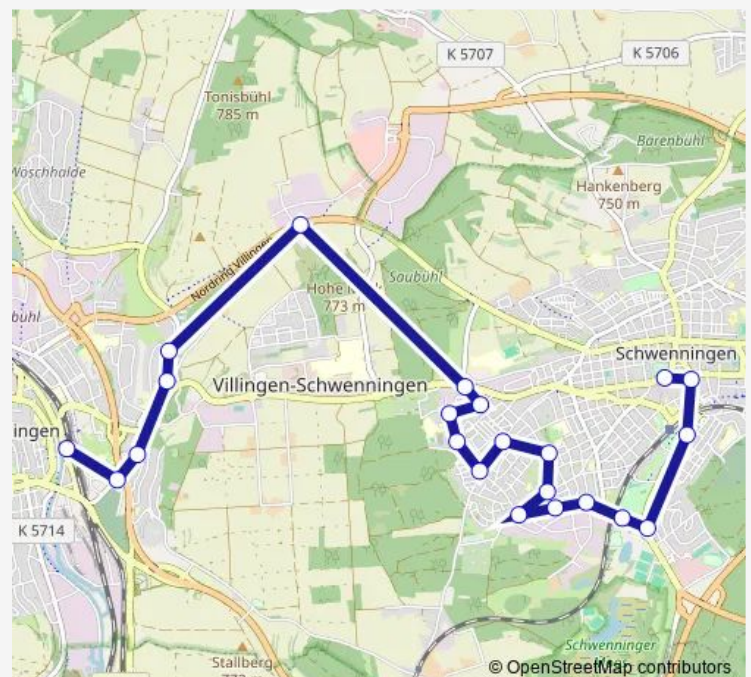 K 5707
K 5706
Tonisbühl
785 m
Bärenbühl
Wöschhalde
Hankenberg
750 m
Nordring Villingen
Saubühl
Hohe
773 m
bühl
Schwenningen
Villingen-Schwenningen
ingen
K 5714
Schwenninger
Stallberg
© OpenStreetMap contributors